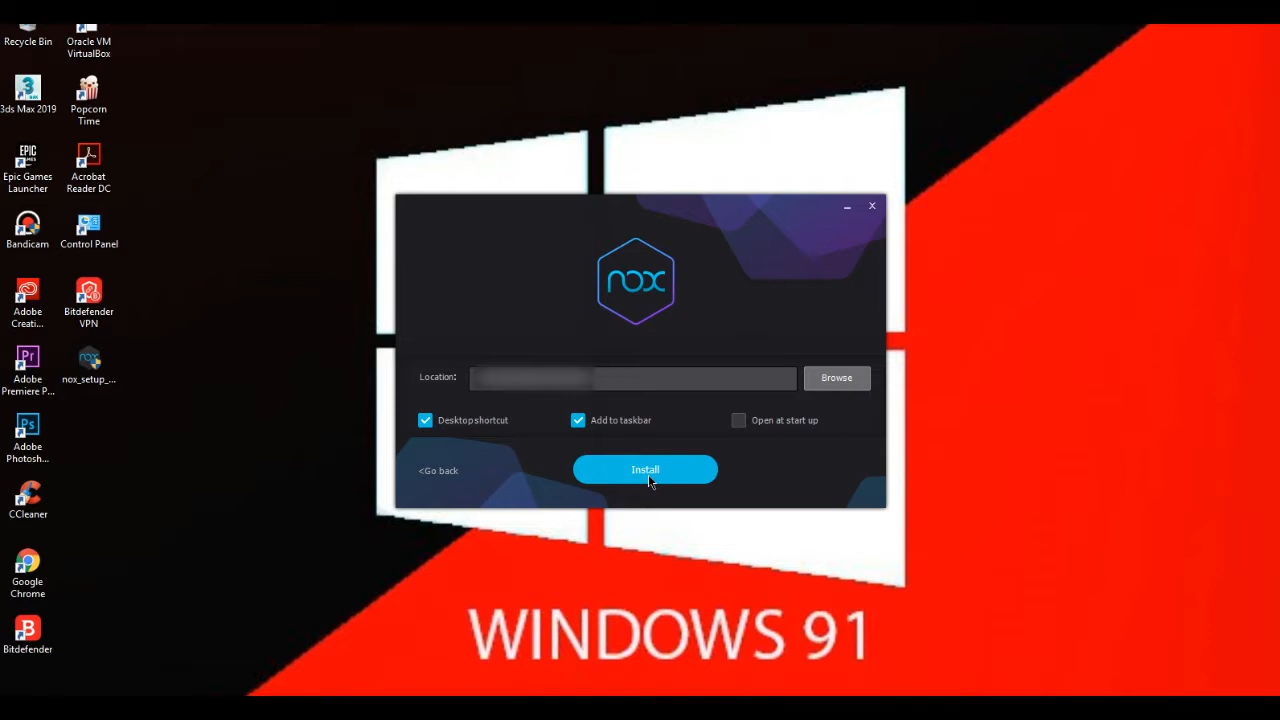 Recycle Bin
Oracle VM
VirtualBox
3ds Max 2019
Popcorn
Time
Epic Games
Launcher
Acrobat
Reader DC
Bandicam
Control Panel
Adobe
Creati...
Bitdefender
VPN
Adobe
Premiere P...
nox_setup_...
Adobe
Photosh...
CCleaner
Google
Chrome
Bitdefender
nox
Location:
Browse
Desktop shortcut
Add to taskbar
Open at start up
<Go back
Install
WINDOWS 91